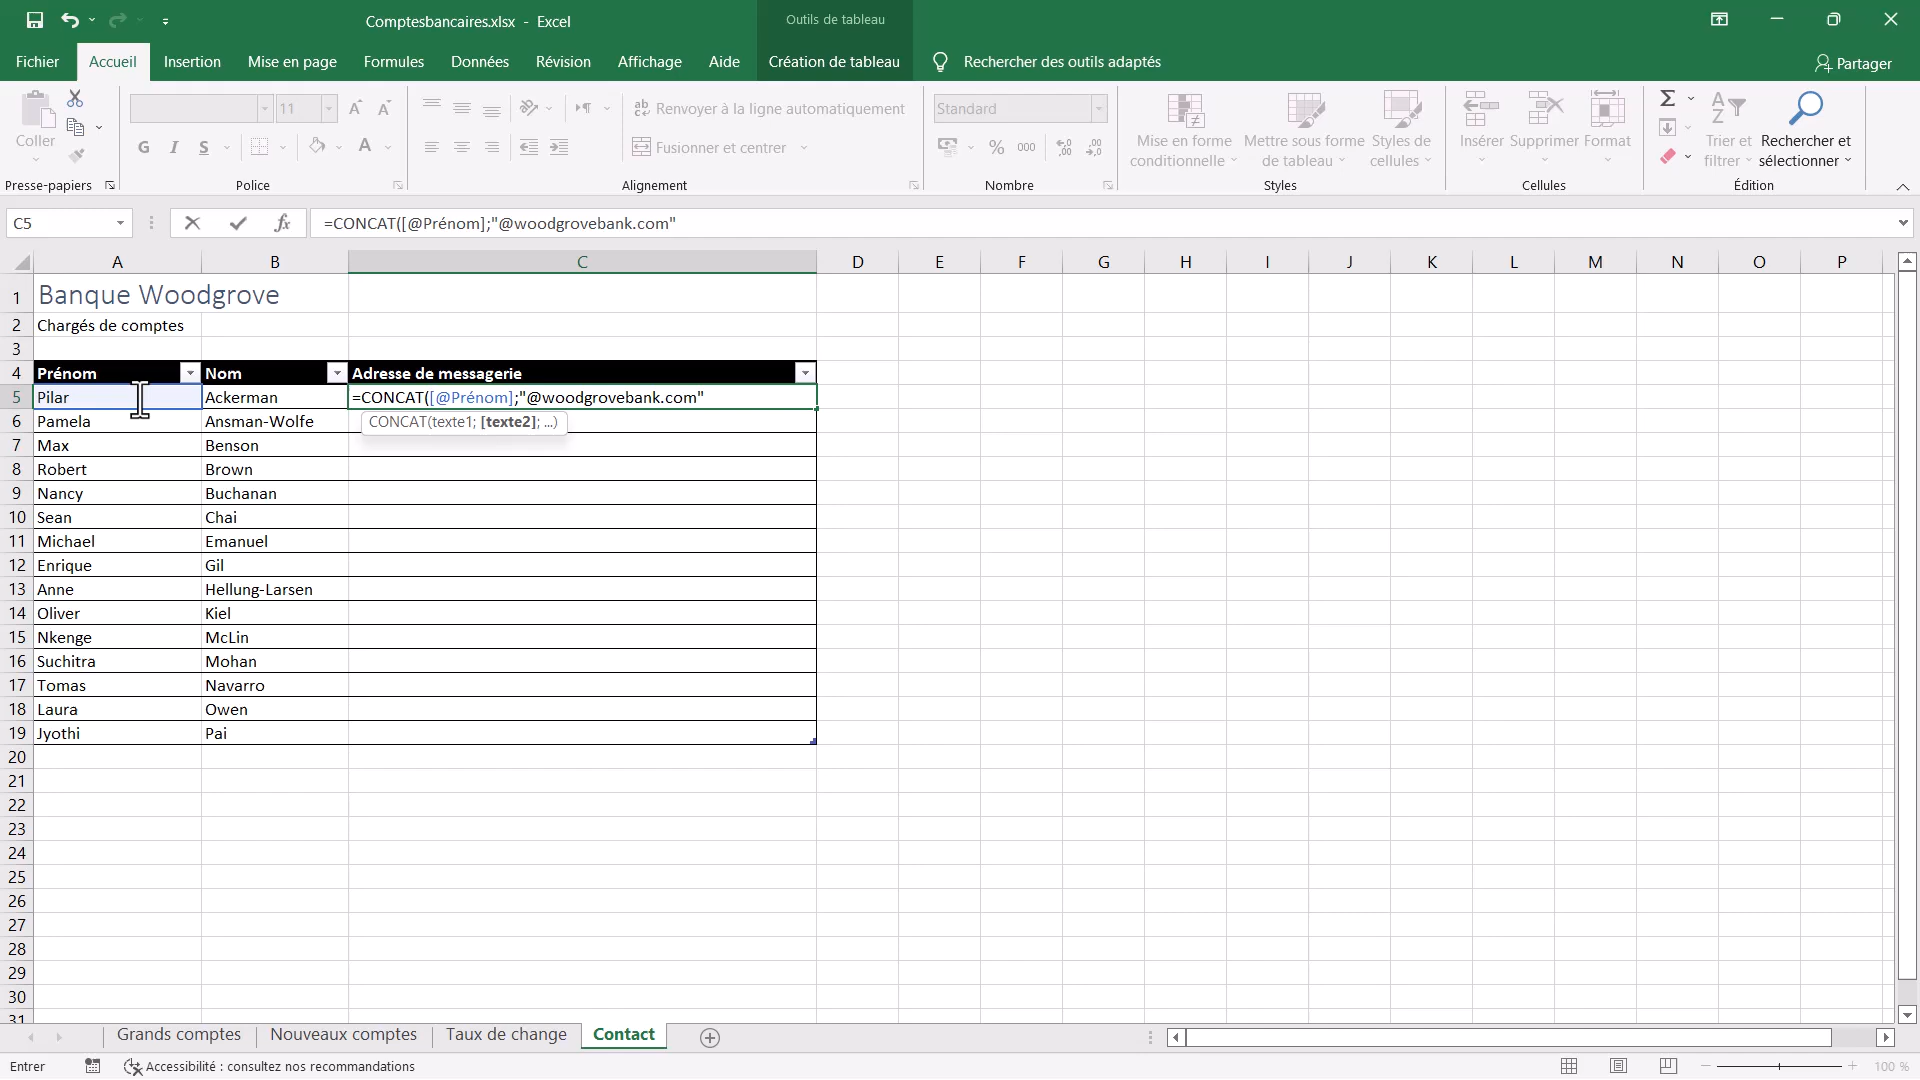 Comptesbancaires.xlsx - Excel
Outils de tableau
Fichier Accueil Insertion Mise en page Formules Données Révision Affichage Aide Création de tableau Rechercher des outils adaptés Partager
Coller
11
Renvoyer à la ligne automatiquement
Standard
G I S A
Fusionner et centrer
% 000
Mise en forme conditionnelle
Mettre sous forme de tableau
Styles de cellules
Insérer Supprimer Format
Trier et filtrer
Rechercher et sélectionner
Presse-papiers Police Alignement Nombre Styles Cellules Édition
C5 fx =CONCAT([@Prénom];"@woodgrovebank.com"
A B C D E F G H I J K L M N O P
1 Banque Woodgrove
2 Chargés de comptes
3
4 Prénom Nom Adresse de messagerie
5 Pilar Ackerman =CONCAT([@Prénom];"@woodgrovebank.com"
6 Pamela Ansman-Wolfe CONCAT(texte1; [texte2]; ...)
7 Max Benson
8 Robert Brown
9 Nancy Buchanan
10 Sean Chai
11 Michael Emanuel
12 Enrique Gil
13 Anne Hellung-Larsen
14 Oliver Kiel
15 Nkenge McLin
16 Suchitra Mohan
17 Tomas Navarro
18 Laura Owen
19 Jyothi Pai
20
21
22
23
24
25
26
27
28
29
30
31
Grands comptes Nouveaux comptes Taux de change Contact
Entrer Accessibilité : consultez nos recommandations 100 %